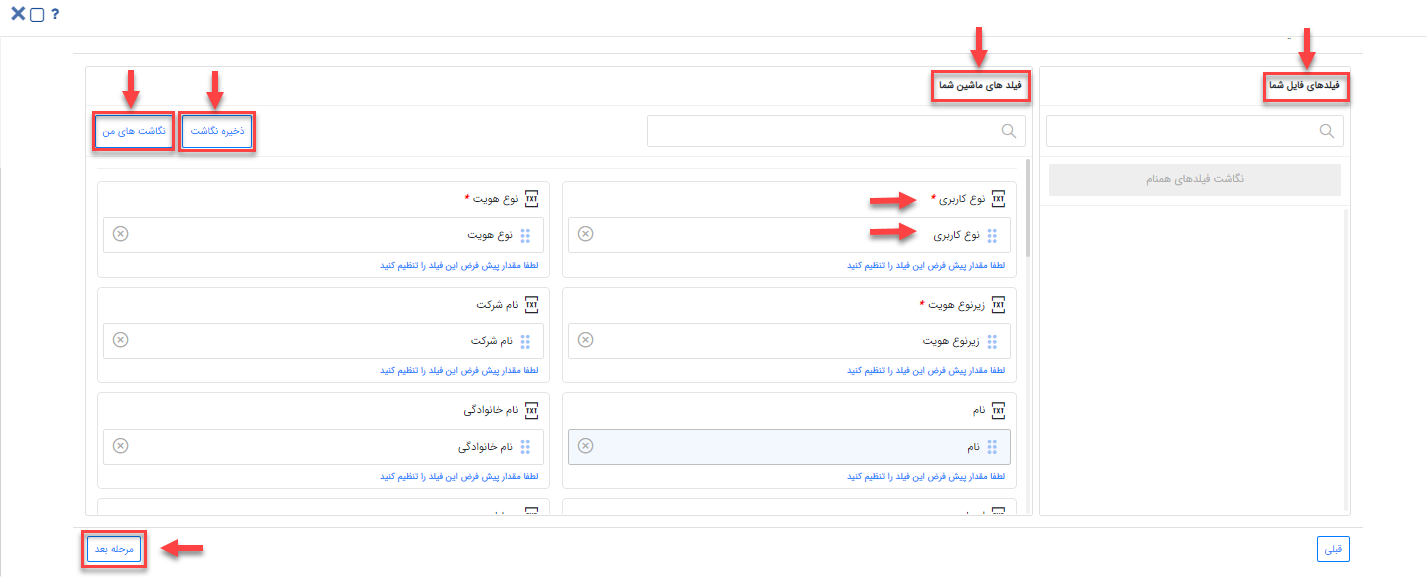 ?
فیلدهای فایل شما
نگاشت فیلدهای همنام
فیلد های ماشین شما
ذخیره نگاشت
نگاشت های من
TXT نوع کاربری *
نوع کاربری
لطفا مقدار پیش فرض این فیلد را تنظیم کنید
TXT نوع هویت *
نوع هویت
لطفا مقدار پیش فرض این فیلد را تنظیم کنید
TXT زیرنوع هویت *
زیرنوع هویت
لطفا مقدار پیش فرض این فیلد را تنظیم کنید
TXT نام شرکت
نام شرکت
لطفا مقدار پیش فرض این فیلد را تنظیم کنید
TXT نام
نام
لطفا مقدار پیش فرض این فیلد را تنظیم کنید
TXT نام خانوادگی
نام خانوادگی
لطفا مقدار پیش فرض این فیلد را تنظیم کنید
قبلی
مرحله بعد